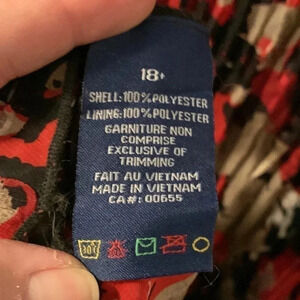 18+
SHELL:100%POLYESTER
LINING:100%POLYESTER
GARNITURE NON
COMPRISE
EXCLUSIVE OF
TRIMMING
FAIT AU VIETNAM
MADE IN VIETNAM
CA#: 00655
30